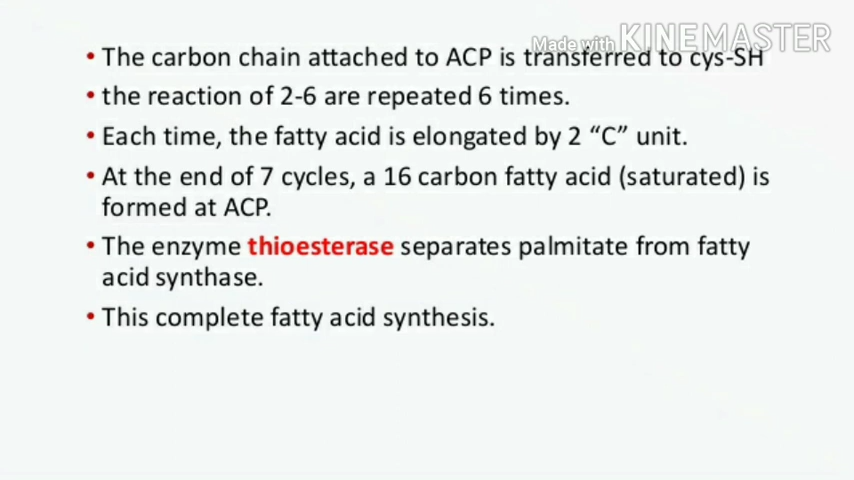 Made with KINEMASTER
• The carbon chain attached to ACP is transferred to cys-SH
• the reaction of 2-6 are repeated 6 times.
• Each time, the fatty acid is elongated by 2 “C” unit.
• At the end of 7 cycles, a 16 carbon fatty acid (saturated) is
formed at ACP.
• The enzyme thioesterase separates palmitate from fatty
acid synthase.
• This complete fatty acid synthesis.